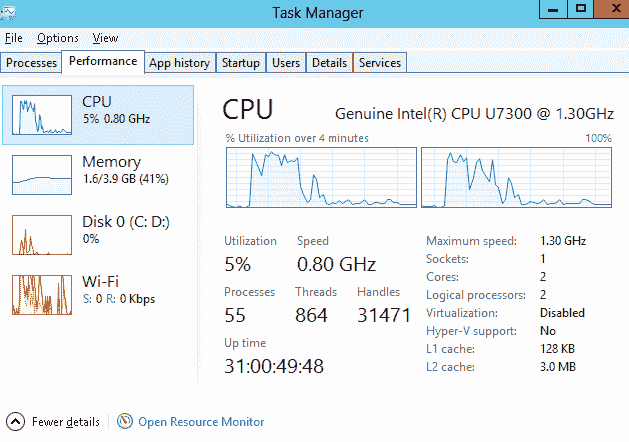 Task Manager
File Options View
Processes Performance App history Startup Users Details Services
CPU
5% 0.80 GHz
Memory
1.6/3.9 GB (41%)
Disk 0 (C: D:)
0%
Wi-Fi
S: 0 R: 0 Kbps
CPU Genuine Intel(R) CPU U7300 @ 1.30GHz
% Utilization over 4 minutes 100%
Utilization Speed
5% 0.80 GHz
Processes Threads Handles
55 864 31471
Up time
31:00:49:48
Maximum speed: 1.30 GHz
Sockets: 1
Cores: 2
Logical processors: 2
Virtualization: Disabled
Hyper-V support: No
L1 cache: 128 KB
L2 cache: 3.0 MB
Fewer details Open Resource Monitor